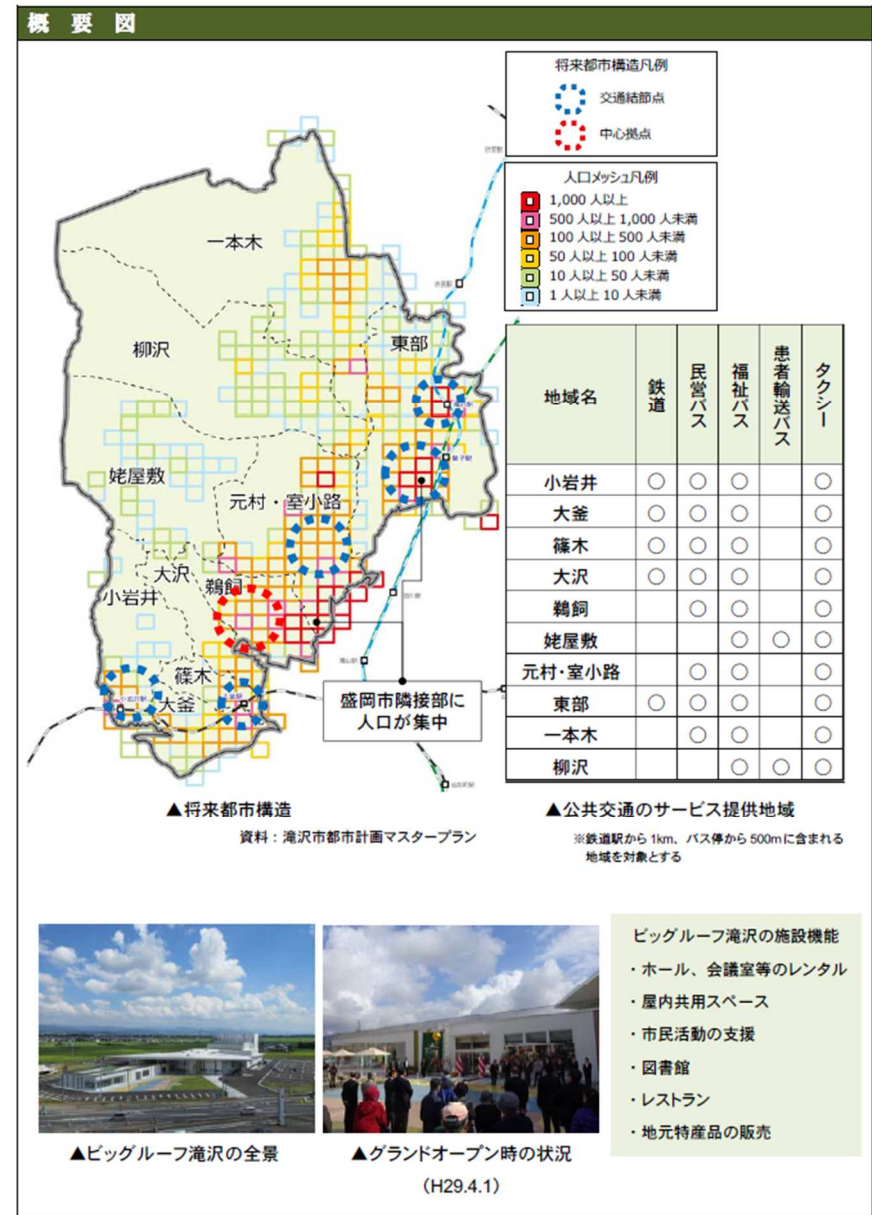 概要図
将来都市構造凡例
交通結節点
中心拠点
人口メッシュ凡例
1,000 人以上
500 人以上 1,000 人未満
100 人以上 500 人未満
50 人以上 100 人未満
10 人以上 50 人未満
1 人以上 10 人未満
一本木
柳沢
東部
姥屋敷
元村・室小路
大沢
鵜飼
小岩井
篠木
大釜
盛岡市隣接部に
人口が集中
▲将来都市構造
資料:滝沢市都市計画マスタープラン
地域名 鉄道 民営バス 福祉バス 患者輸送バス タクシー
小岩井 ○ ○ ○ ○
大釜 ○ ○ ○ ○
篠木 ○ ○ ○ ○
大沢 ○ ○ ○ ○
鵜飼 ○ ○ ○
姥屋敷 ○ ○ ○
元村・室小路 ○ ○ ○
東部 ○ ○ ○ ○
一本木 ○ ○ ○
柳沢 ○ ○ ○
▲公共交通のサービス提供地域
※鉄道駅から 1km、バス停から 500mに含まれる
地域を対象とする
▲ビッグルーフ滝沢の全景
▲グランドオープン時の状況
(H29.4.1)
ビッグルーフ滝沢の施設機能
・ホール、会議室等のレンタル
・屋内共用スペース
・市民活動の支援
・図書館
・レストラン
・地元特産品の販売